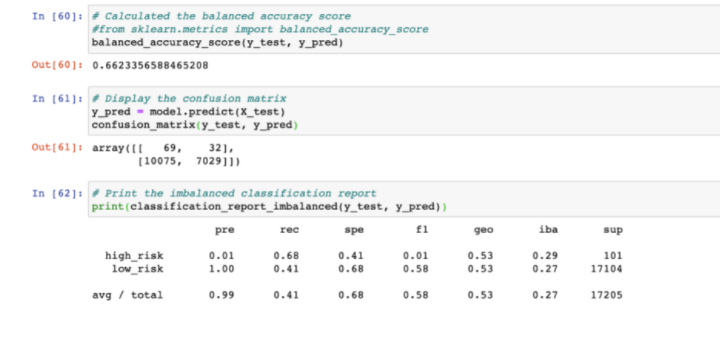 In [60]: # Calculated the balanced accuracy score
#from sklearn.metrics import balanced_accuracy_score
balanced_accuracy_score(y_test, y_pred)
Out[60]: 0.6623356588465208
In [61]: # Display the confusion matrix
y_pred = model.predict(X_test)
confusion_matrix(y_test, y_pred)
Out[61]: array([[   69,    32],
[10075,  7029]])
In [62]: # Print the imbalanced classification report
print(classification_report_imbalanced(y_test, y_pred))
pre rec spe f1 geo iba sup
high_risk 0.01 0.68 0.41 0.01 0.53 0.29 101
low_risk 1.00 0.41 0.68 0.58 0.53 0.27 17104
avg / total 0.99 0.41 0.68 0.58 0.53 0.27 17205